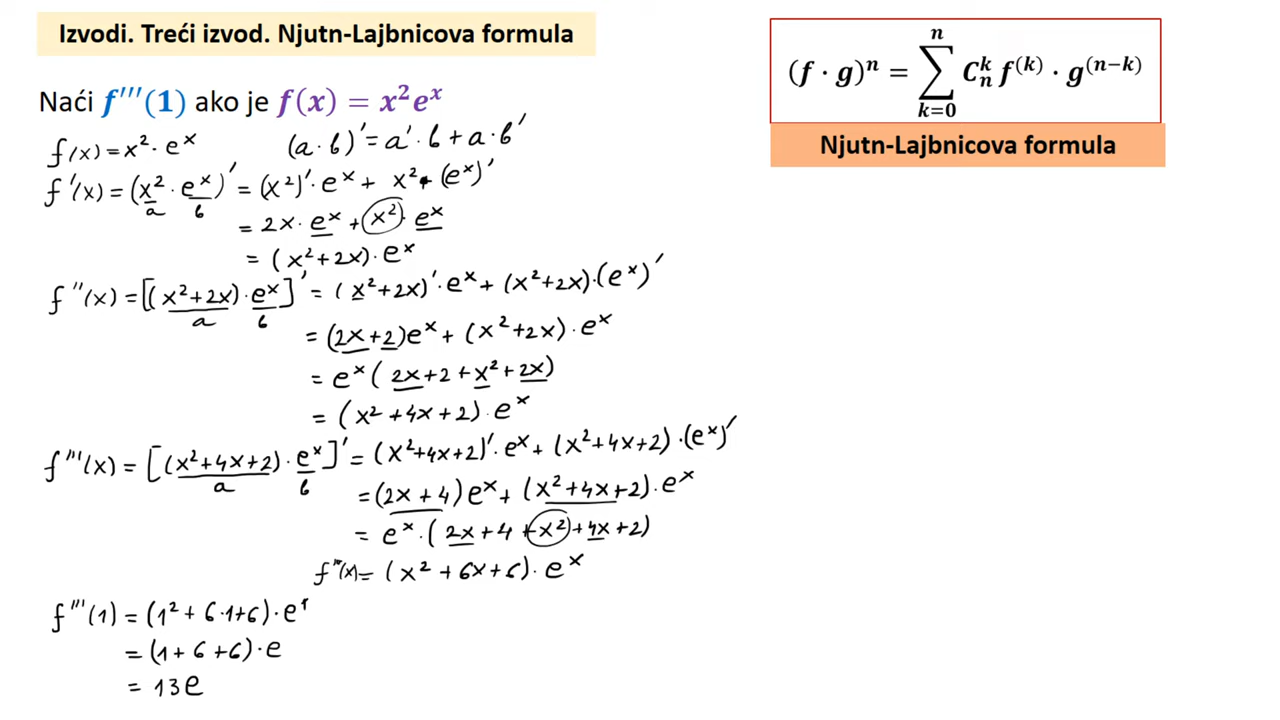 Izvodi. Treći izvod. Njutn-Lajbnicova formula
Naći f'''(1) ako je f(x) = x²eˣ
f(x)=x²·eˣ (a·b)'=a'·b+a·b'
f'(x)=(x²·eˣ)'=(x²)'·eˣ+x²·(eˣ)'
a b
=2x·eˣ+x²·eˣ
=(x²+2x)·eˣ
f''(x)=[(x²+2x)·eˣ]'=(x²+2x)'·eˣ+(x²+2x)·(eˣ)'
a b
=(2x+2)eˣ+(x²+2x)·eˣ
=eˣ(2x+2+x²+2x)
=(x²+4x+2)·eˣ
f'''(x)=[(x²+4x+2)·eˣ]'=(x²+4x+2)'·eˣ+(x²+4x+2)·(eˣ)'
a b
=(2x+4)eˣ+(x²+4x+2)·eˣ
=eˣ·(2x+4+x²+4x+2)
f'''(x)=(x²+6x+6)·eˣ
f'''(1)=(1²+6·1+6)·e¹
=(1+6+6)·e
=13e
(f·g)ⁿ = ∑ₖ₌₀ⁿ Cₙᵏ f⁽ᵏ⁾·g⁽ⁿ⁻ᵏ⁾
Njutn-Lajbnicova formula